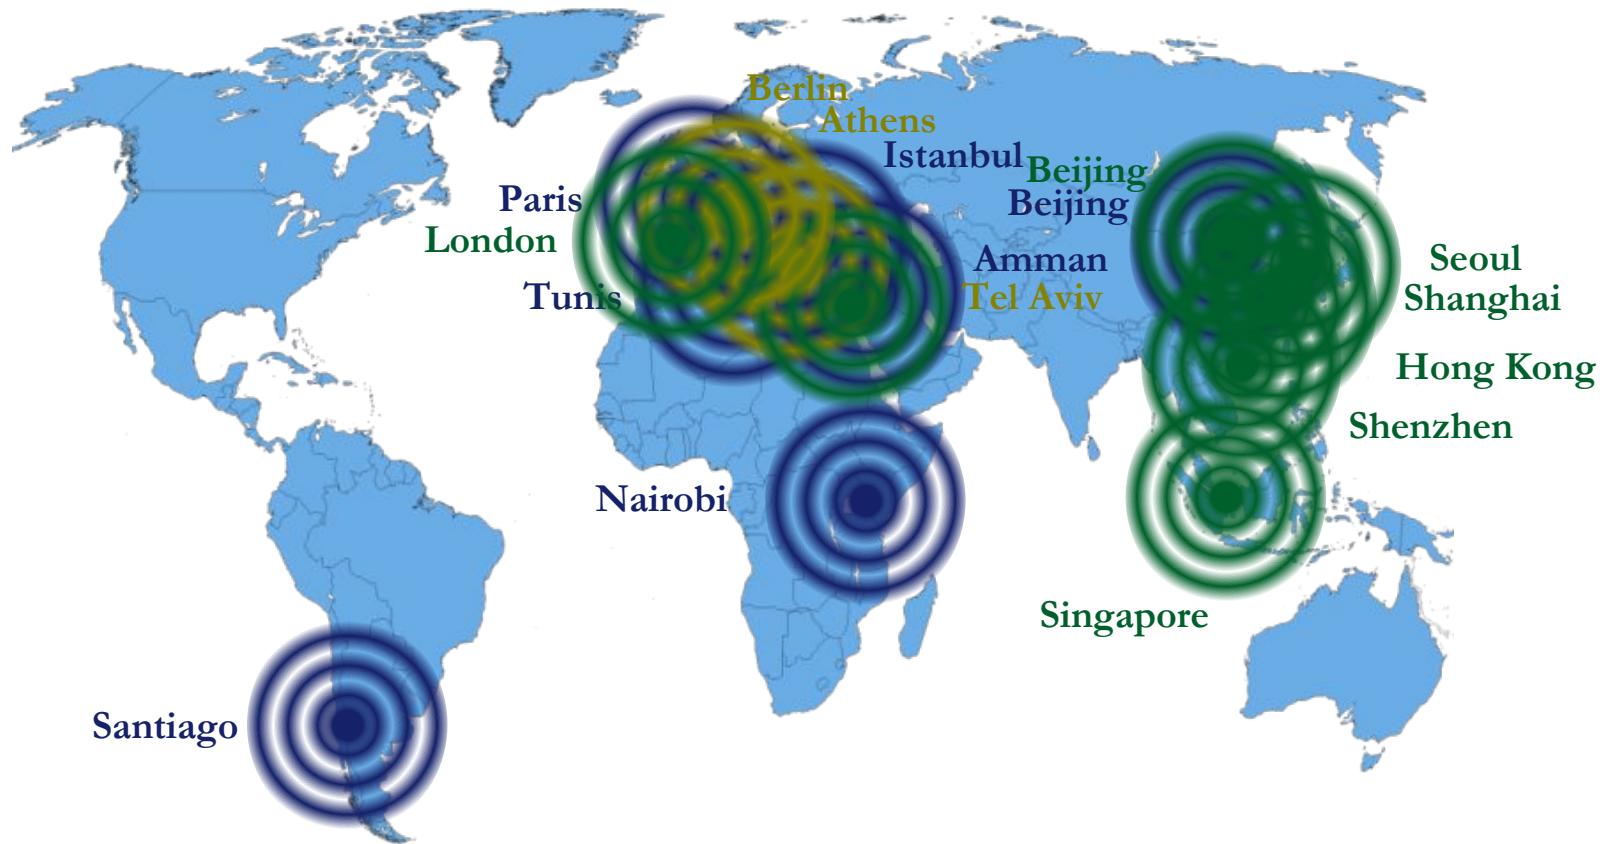 Berlin
Athens
Istanbul
Beijing
Paris
Beijing
London
Amman
Seoul
Tunis
Tel Aviv
Shanghai
Hong Kong
Shenzhen
Nairobi
Singapore
Santiago